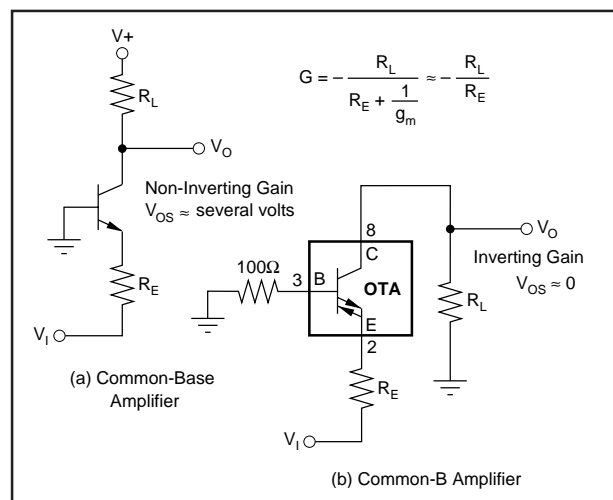 V+
R_L
V_O
Non-Inverting Gain
V_OS ≈ several volts
R_E
V_I
(a) Common-Base
Amplifier
G = – R_L / (R_E + 1/g_m) ≈ – R_L / R_E
8
C
V_O
100Ω
3
B
OTA
Inverting Gain
V_OS ≈ 0
R_L
E
2
R_E
V_I
(b) Common-B Amplifier